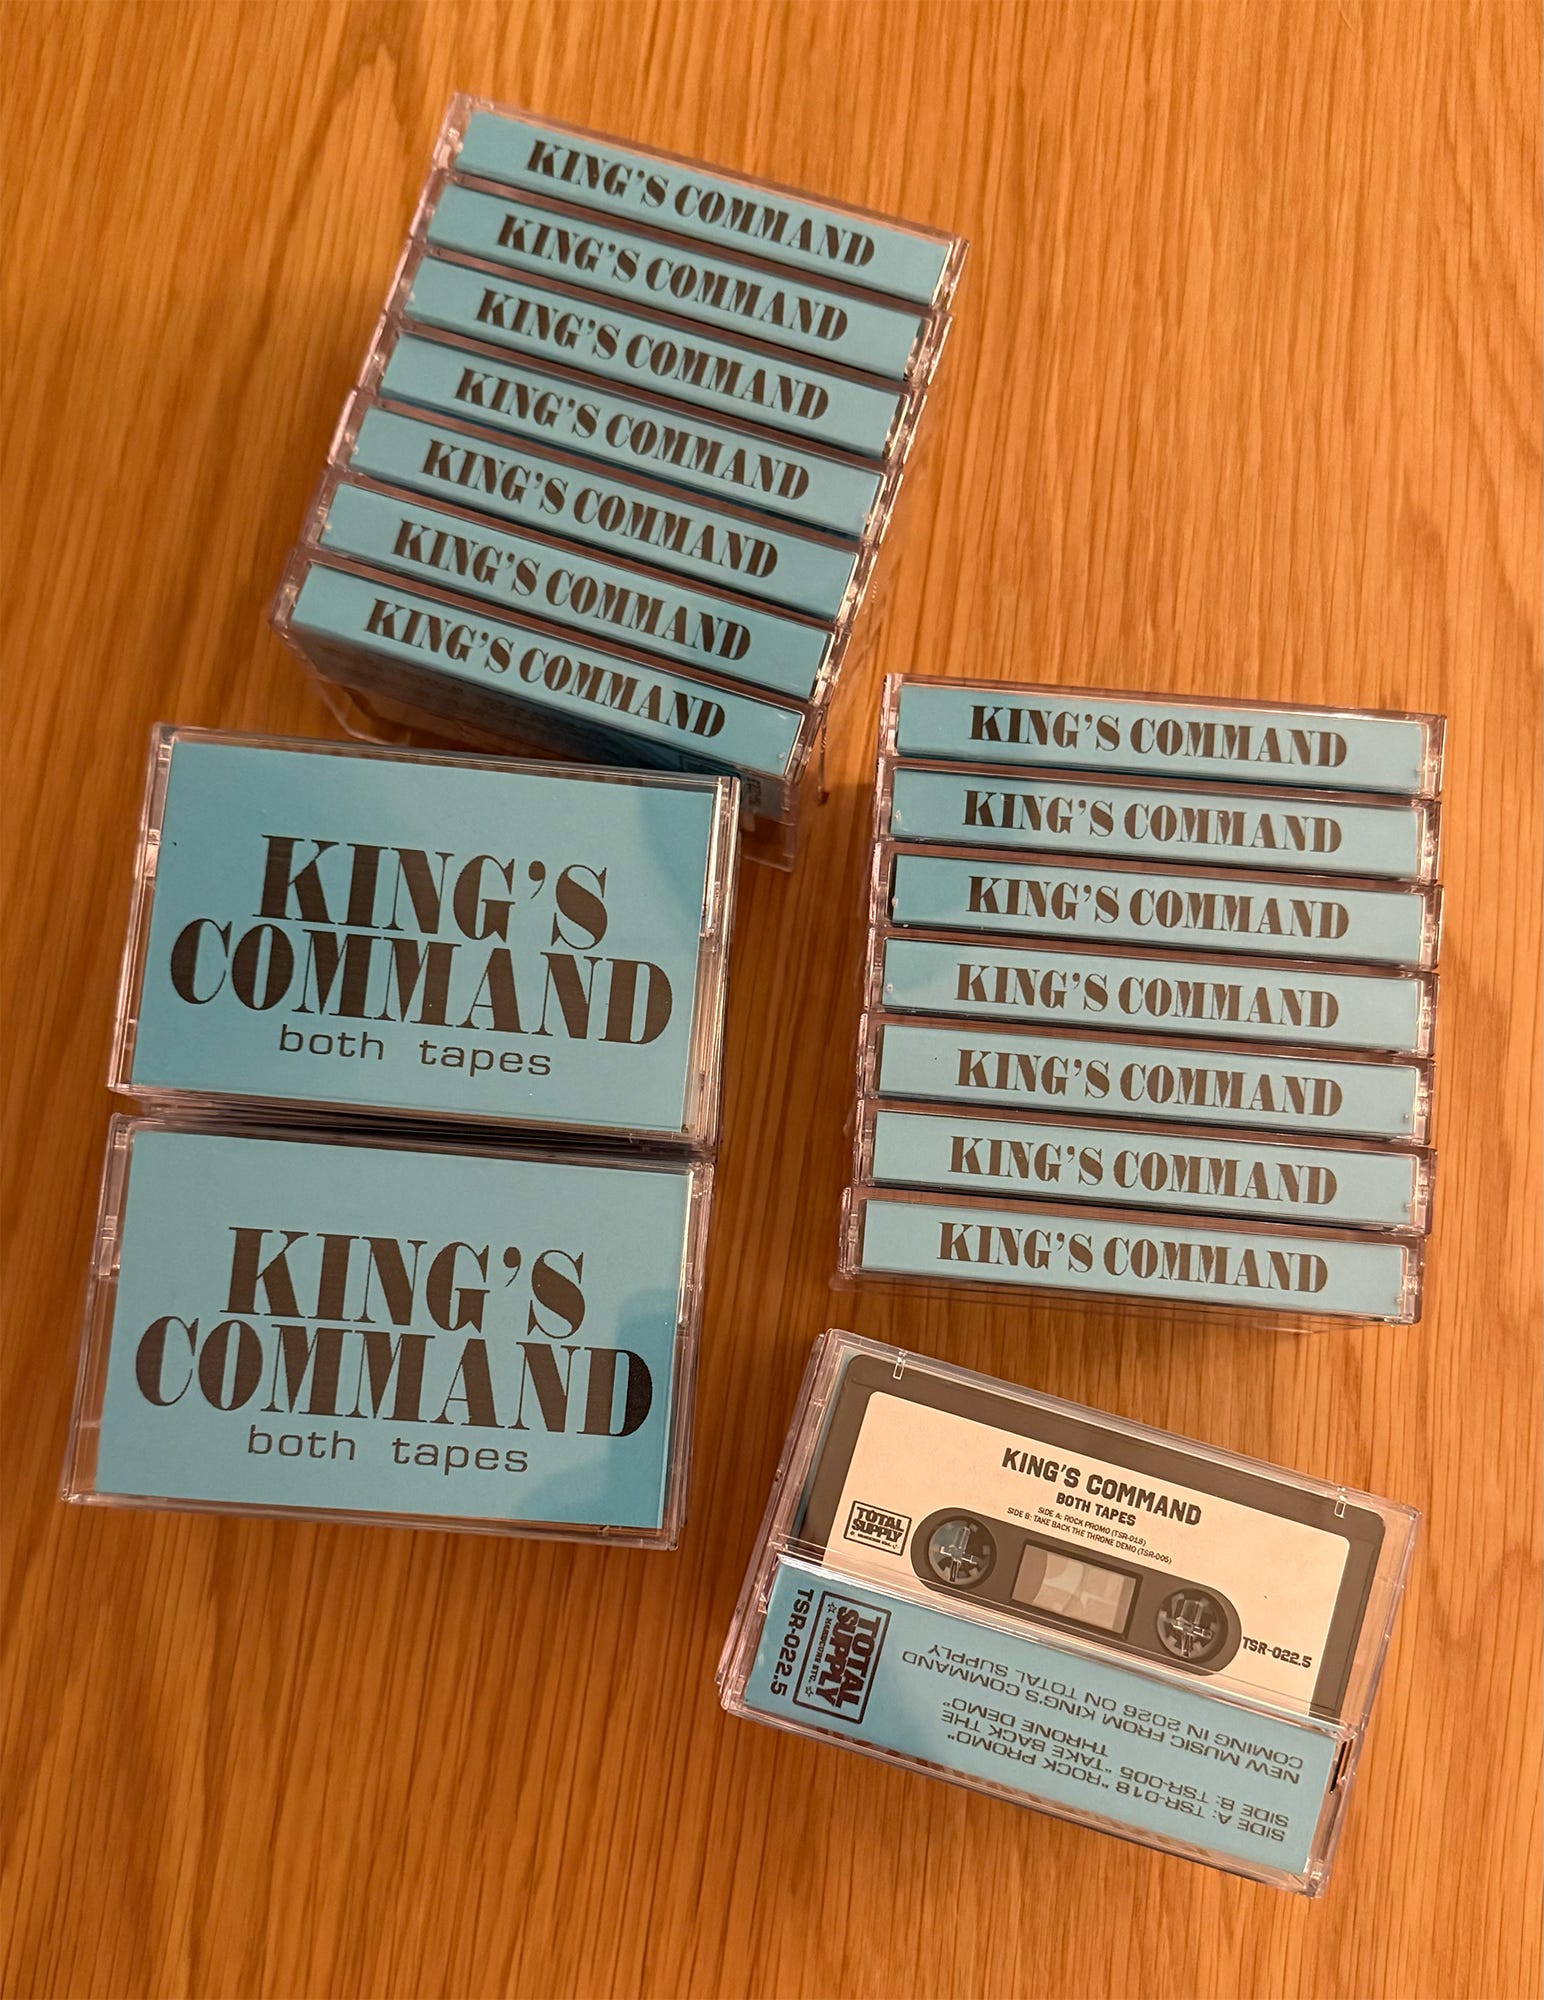 KING'S COMMAND
KING'S COMMAND
KING'S COMMAND
KING'S COMMAND
KING'S COMMAND
KING'S COMMAND
KING'S COMMAND
KING'S COMMAND
KING'S COMMAND
KING'S COMMAND
KING'S COMMAND
KING'S COMMAND
KING'S COMMAND
KING'S COMMAND
KING'S
COMMAND
both tapes
KING'S
COMMAND
both tapes
KING'S COMMAND
BOTH TAPES
SIDE A: ROCK PROMO (TSR-018)
SIDE B: TAKE BACK THE THRONE DEMO (TSR-005)
TOTAL
SUPPLY
TSR-022.5
SIDE A: TSR-018 "ROCK PROMO"
SIDE B: TSR-005 "TAKE BACK THE
THRONE DEMO"
NEW MUSIC FROM KING'S COMMAND
COMING IN 2026 ON TOTAL SUPPLY
TOTAL
SUPPLY
HARDCORE ETC.
TSR-022.5